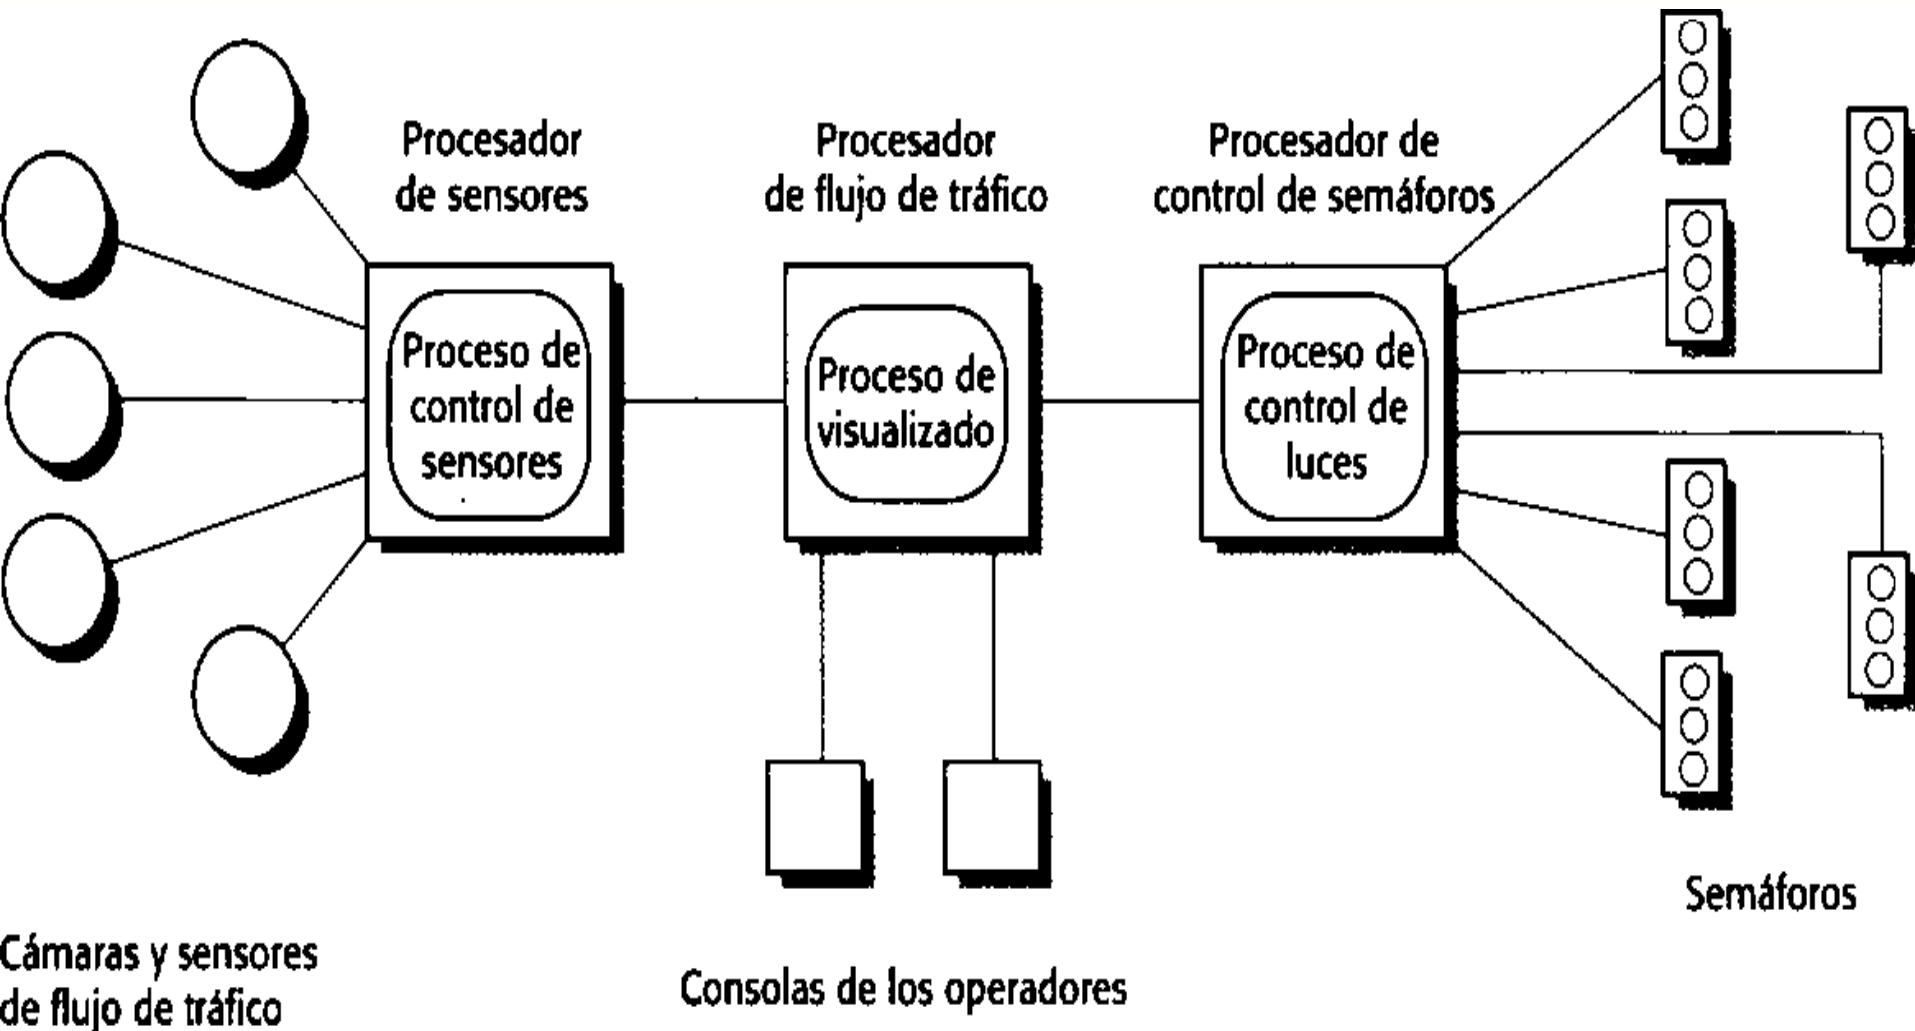 Procesador
de sensores
Procesador
de flujo de tráfico
Procesador de
control de semáforos
Proceso de
control de
sensores
Proceso de
visualizado
Proceso de
control de
luces
Semáforos
Cámaras y sensores
de flujo de tráfico
Consolas de los operadores